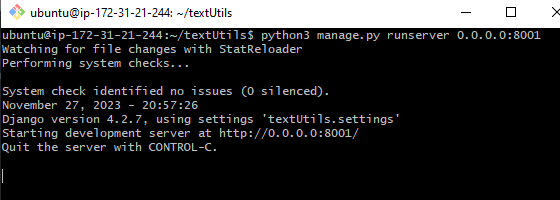 ubuntu@ip-172-31-21-244: ~/textUtils
ubuntu@ip-172-31-21-244:~/textUtils$ python3 manage.py runserver 0.0.0.0:8001
Watching for file changes with StatReloader
Performing system checks...
System check identified no issues (0 silenced).
November 27, 2023 - 20:57:26
Django version 4.2.7, using settings 'textUtils.settings'
Starting development server at http://0.0.0.0:8001/
Quit the server with CONTROL-C.